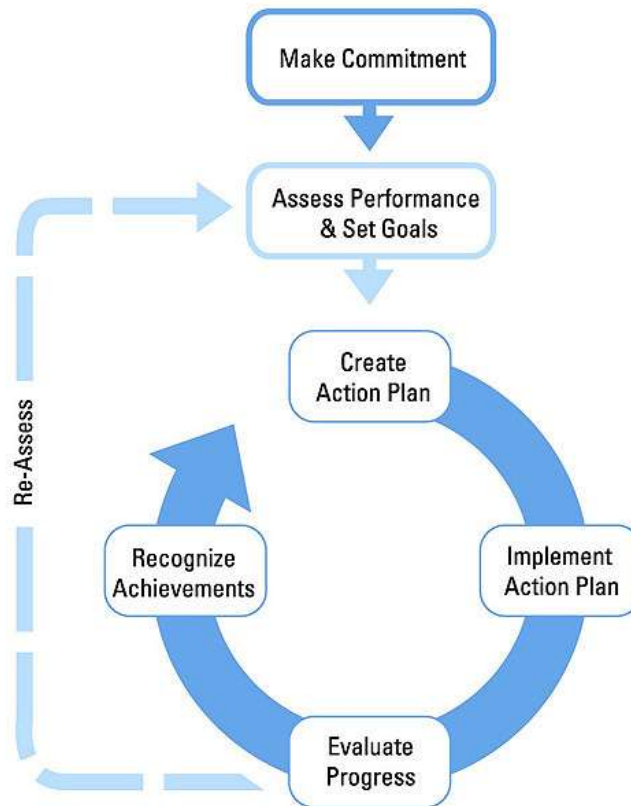 Make Commitment
Assess Performance
& Set Goals
Create
Action Plan
Re-Assess
Recognize
Achievements
Implement
Action Plan
Evaluate
Progress